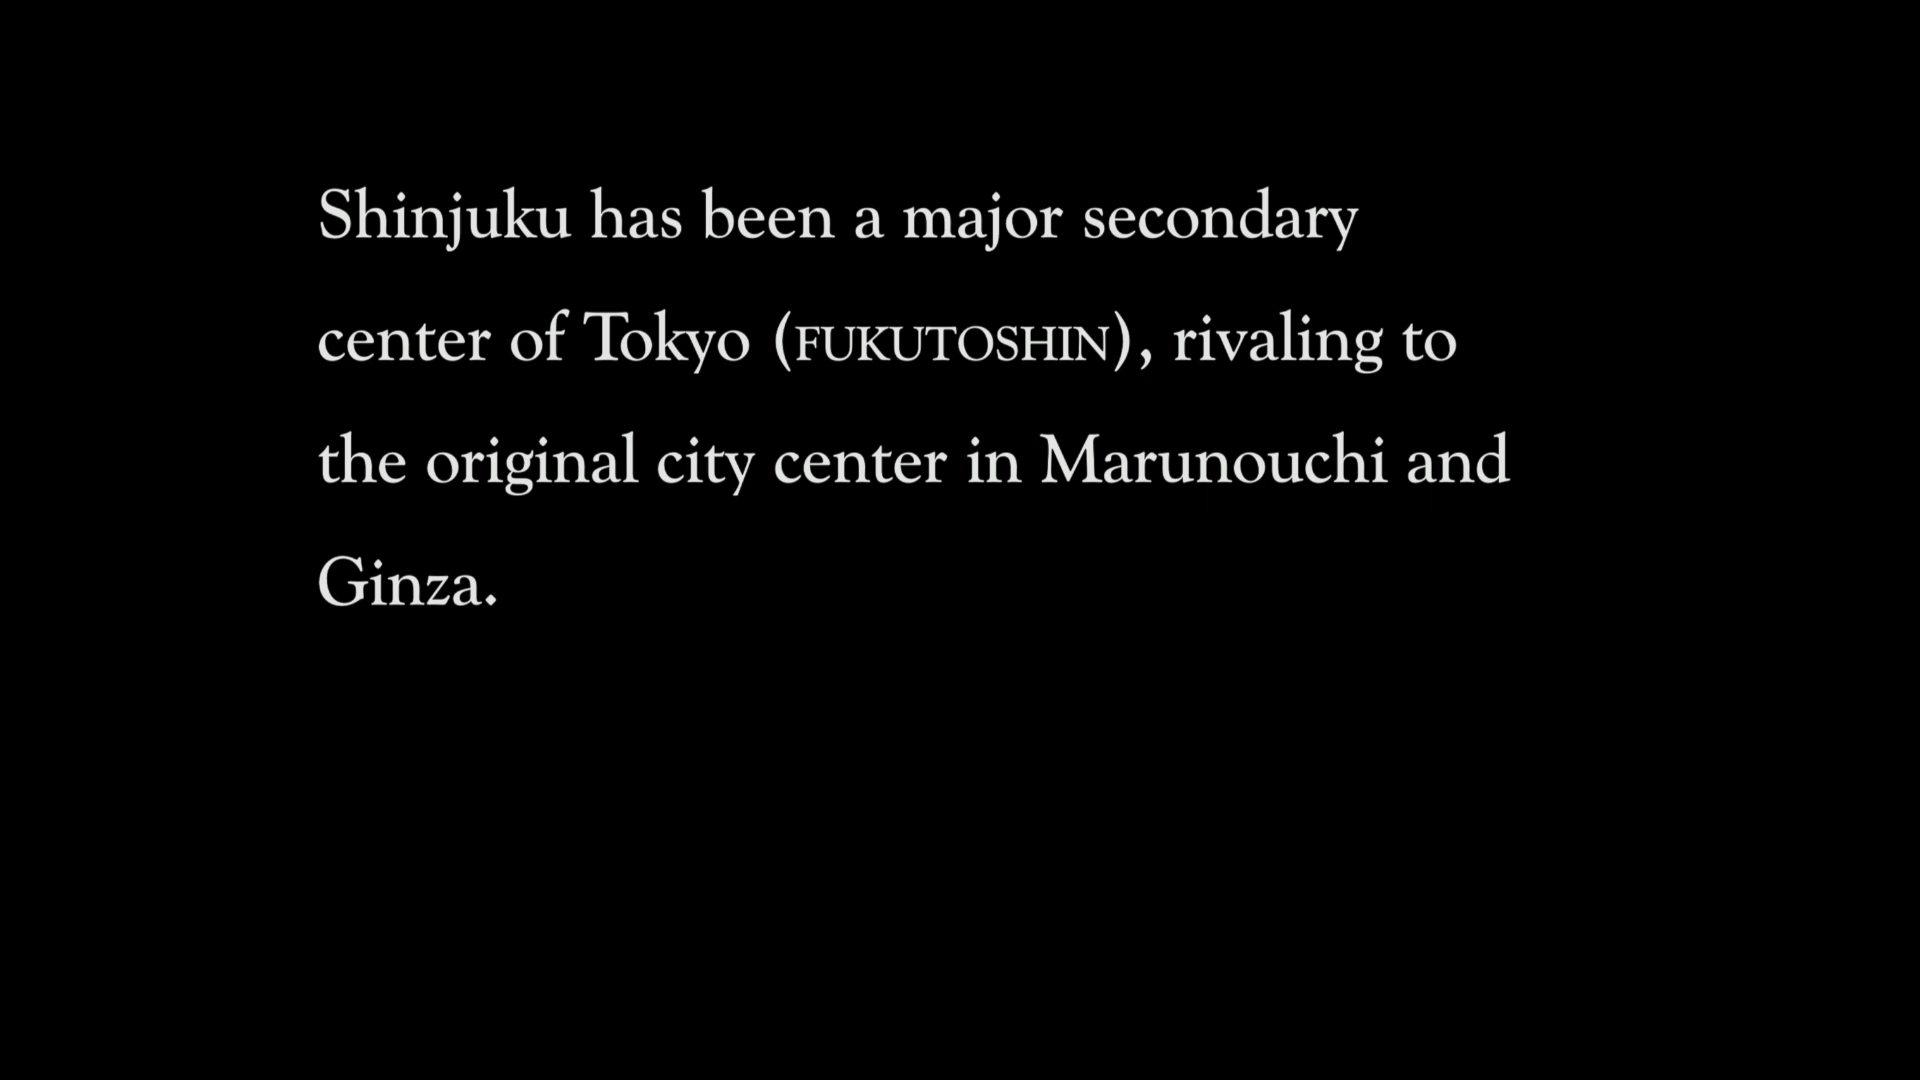 Shinjuku has been a major secondary
center of Tokyo (FUKUTOSHIN), rivaling to
the original city center in Marunouchi and
Ginza.